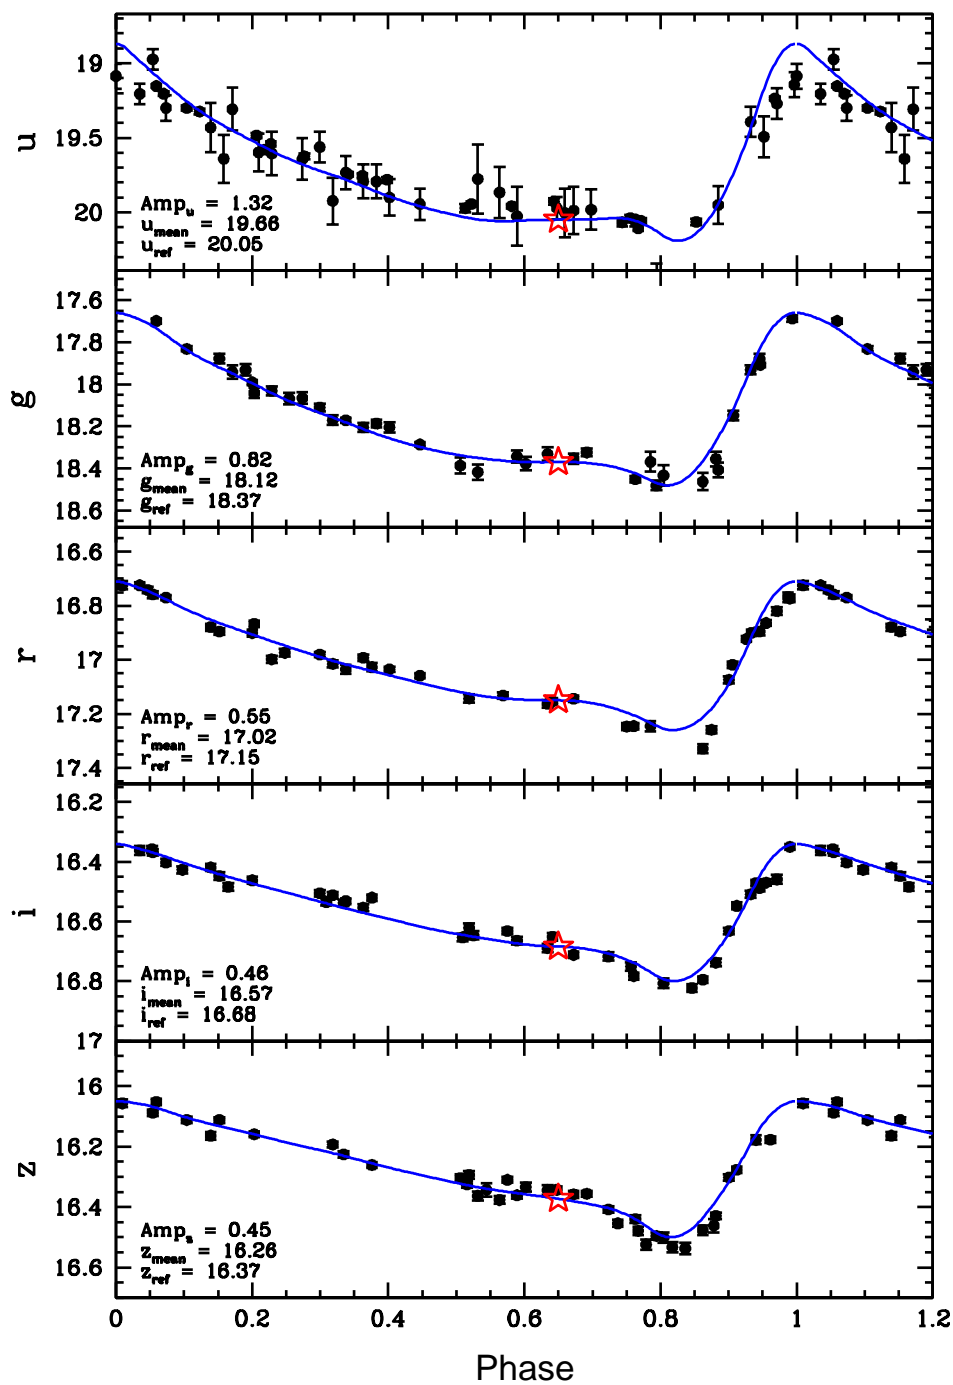 19
19.5
20
u
Amp_u = 1.32
u_mean = 19.66
u_ref = 20.05
17.6
17.8
18
18.2
18.4
18.6
g
Amp_g = 0.82
g_mean = 18.12
g_ref = 18.37
16.6
16.8
17
17.2
17.4
r
Amp_r = 0.55
r_mean = 17.02
r_ref = 17.15
16.2
16.4
16.6
16.8
17
i
Amp_i = 0.46
i_mean = 16.57
i_ref = 16.68
16
16.2
16.4
16.6
z
Amp_z = 0.45
z_mean = 16.26
z_ref = 16.37
0 0.2 0.4 0.6 0.8 1 1.2
Phase